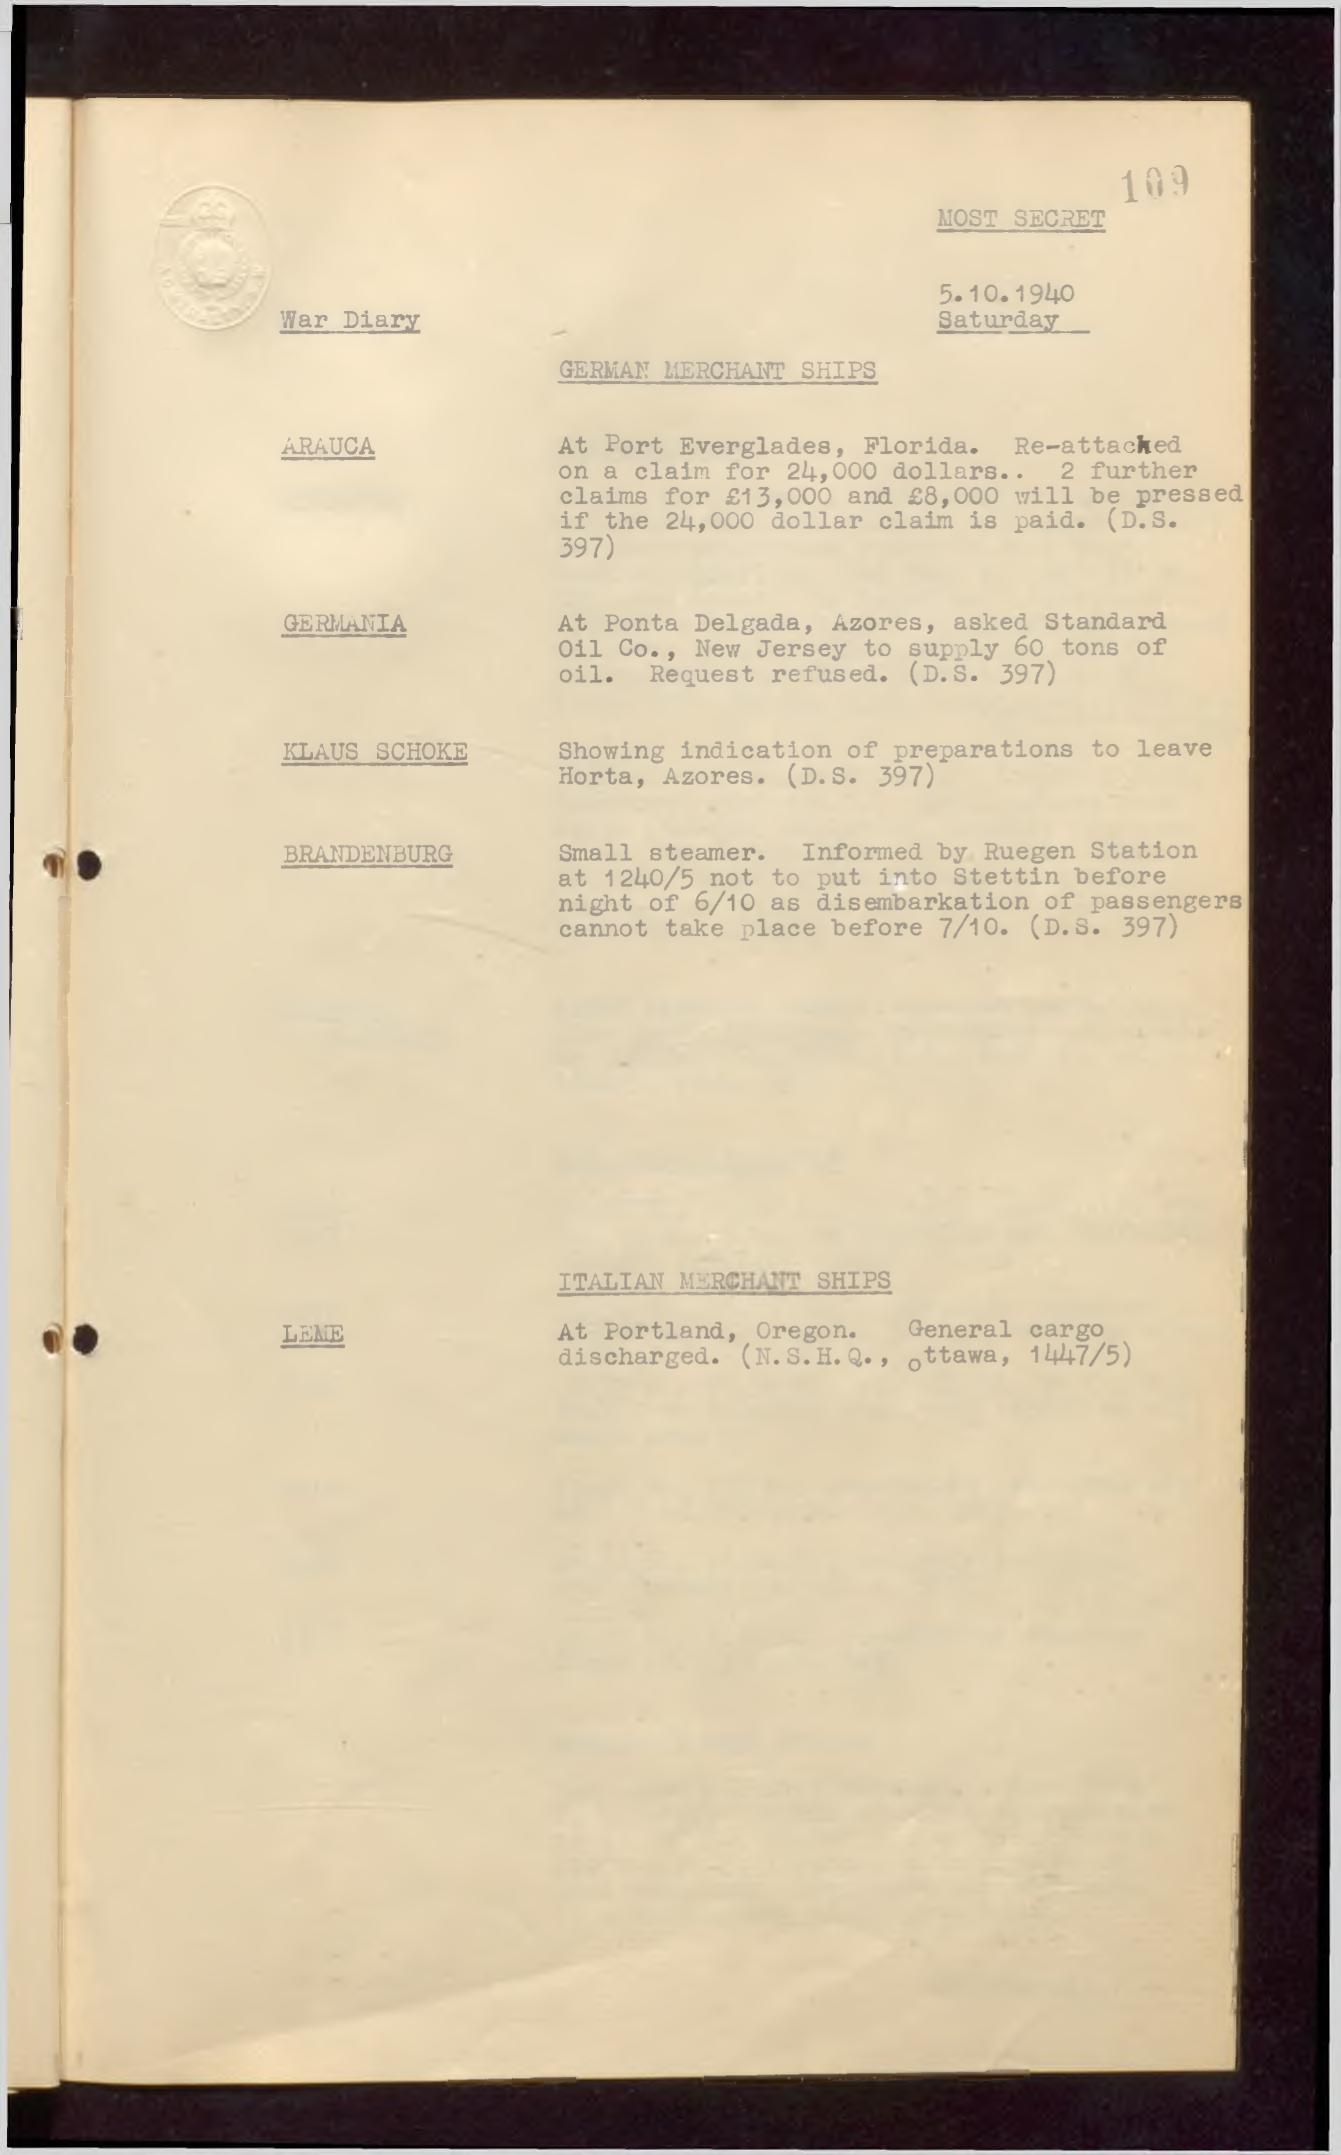 109
MOST SECRET
5.10.1940
War Diary
Saturday
GERMAN MERCHANT SHIPS
ARAUCA
At Port Everglades, Florida. Re-attacked
on a claim for 24,000 dollars.. 2 further
claims for £13,000 and £8,000 will be pressed
if the 24,000 dollar claim is paid. (D.S.
397)
GERMANIA
At Ponta Delgada, Azores, asked Standard
Oil Co., New Jersey to supply 60 tons of
oil. Request refused. (D.S. 397)
KLAUS SCHOKE
Showing indication of preparations to leave
Horta, Azores. (D.S. 397)
BRANDENBURG
Small steamer. Informed by Ruegen Station
at 1240/5 not to put into Stettin before
night of 6/10 as disembarkation of passengers
cannot take place before 7/10. (D.S. 397)
ITALIAN MERCHANT SHIPS
LEME
At Portland, Oregon. General cargo
discharged. (N.S.H.Q., ottawa, 1447/5)